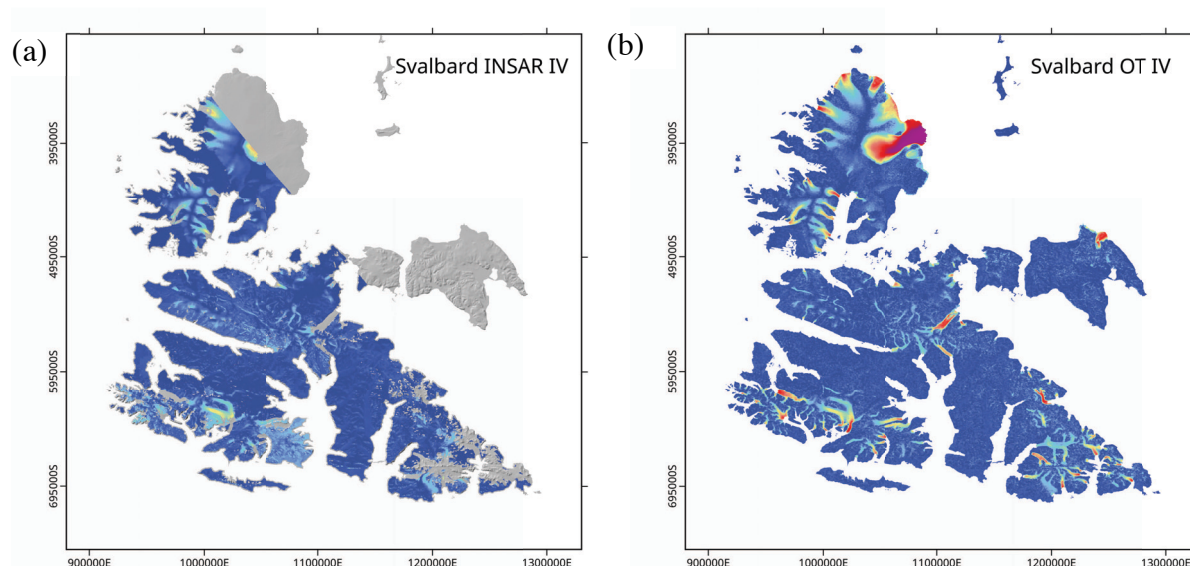 (a)
Svalbard INSAR IV
395000S
495000S
595000S
695000S
900000E
1000000E
1100000E
1200000E
1300000E
(b)
Svalbard OT IV
395000S
495000S
595000S
695000S
900000E
1000000E
1100000E
1200000E
1300000E